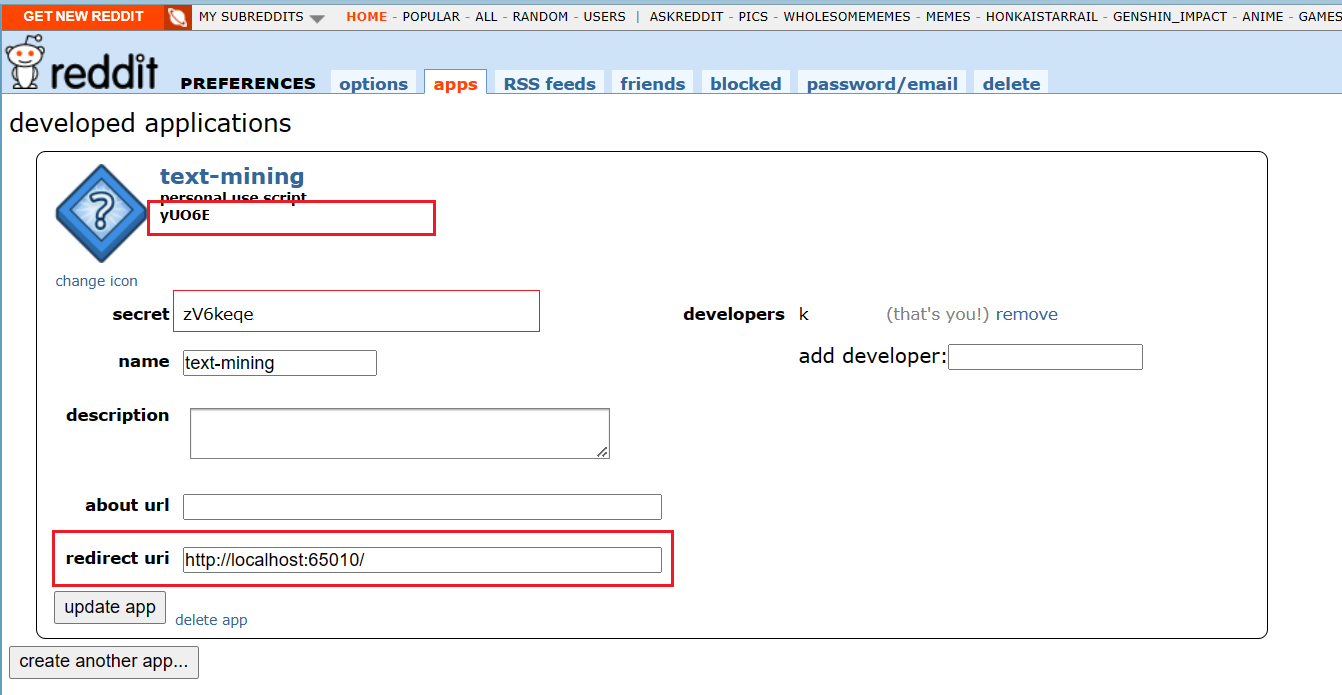 GET NEW REDDIT MY SUBREDDITS HOME - POPULAR - ALL - RANDOM - USERS | ASKREDDIT - PICS - WHOLESOMEMEMES - MEMES - HONKAISTARRAIL - GENSHIN_IMPACT - ANIME - GAMES
reddit PREFERENCES options apps RSS feeds friends blocked password/email delete
developed applications
text-mining
personal use script
yUO6E
change icon
secret zV6keqe developers k (that's you!) remove
name text-mining add developer:
description
about url
redirect uri http://localhost:65010/
update app delete app
create another app...